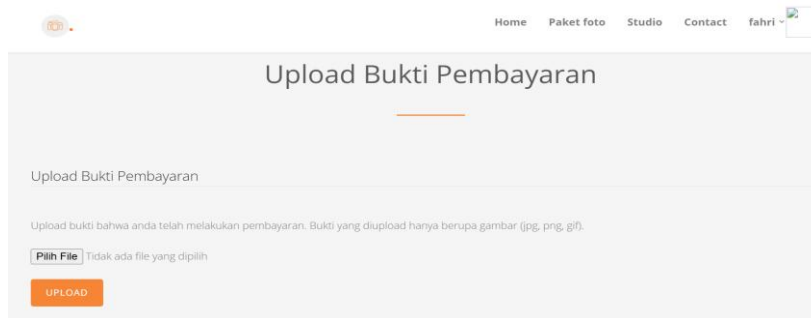 Home Paket foto Studio Contact fahri
Upload Bukti Pembayaran
Upload Bukti Pembayaran
Upload bukti bahwa anda telah melakukan pembayaran. Bukti yang diupload hanya berupa gambar (jpg, png, gif).
Pilih File Tidak ada file yang dipilih
UPLOAD